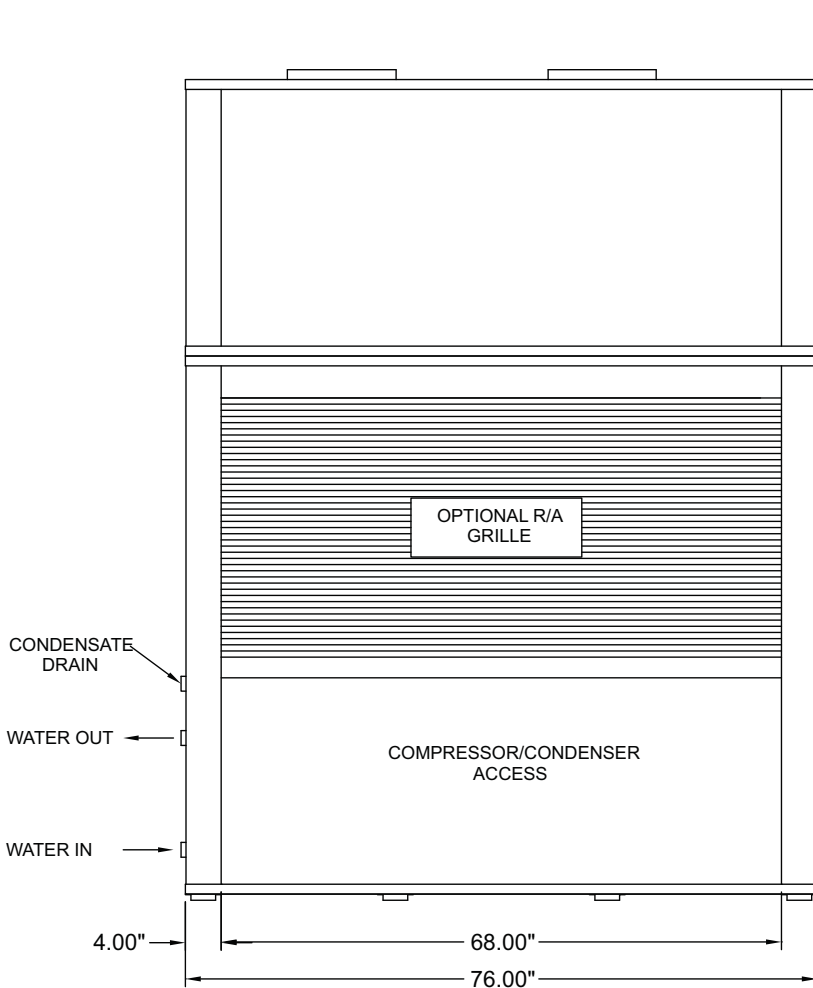 OPTIONAL R/A
GRILLE
CONDENSATE
DRAIN
WATER OUT
COMPRESSOR/CONDENSER
ACCESS
WATER IN
4.00"
68.00"
76.00"